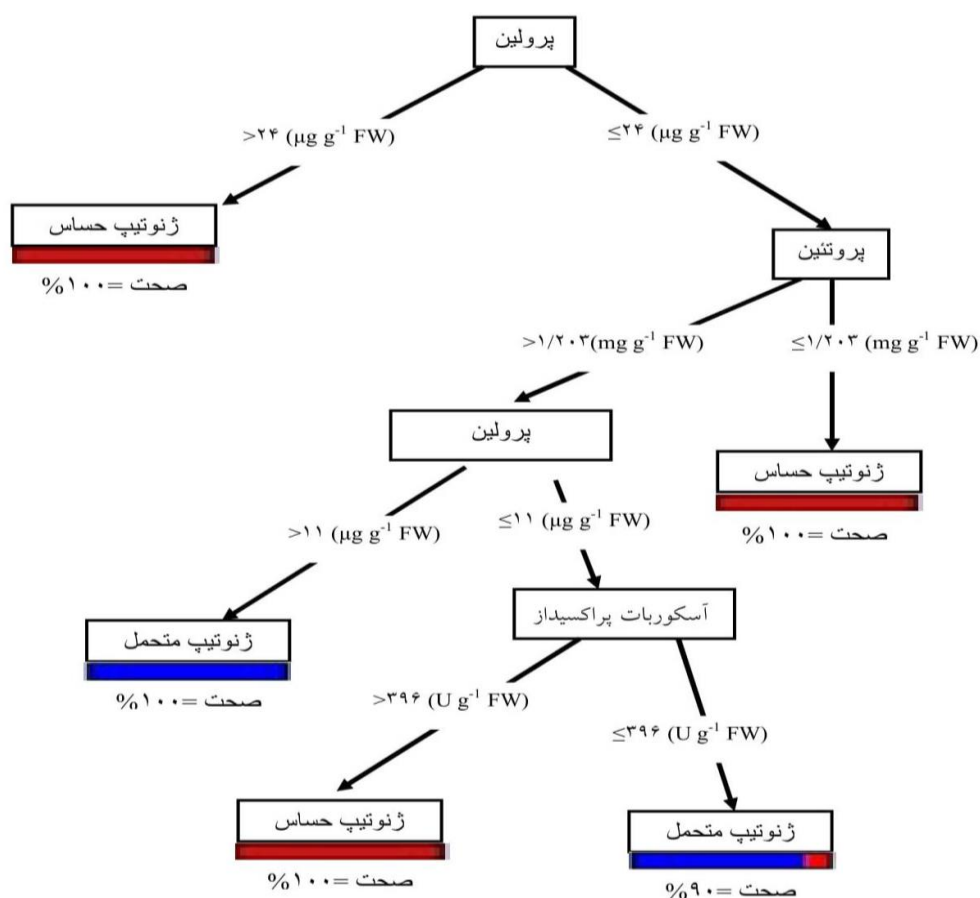 پرولین
>۲۴ (µg g⁻¹ FW)
≤۲۴ (µg g⁻¹ FW)
ژنوتیپ حساس
صحت =۱۰۰%
پروتئین
>۱/۲۰۳(mg g⁻¹ FW)
≤۱/۲۰۳ (mg g⁻¹ FW)
پرولین
ژنوتیپ حساس
صحت =۱۰۰%
>۱۱ (µg g⁻¹ FW)
≤۱۱ (µg g⁻¹ FW)
آسکوربات پراکسیداز
ژنوتیپ متحمل
صحت =۱۰۰%
>۳۹۶ (U g⁻¹ FW)
≤۳۹۶ (U g⁻¹ FW)
ژنوتیپ حساس
صحت =۱۰۰%
ژنوتیپ متحمل
صحت =۹۰%